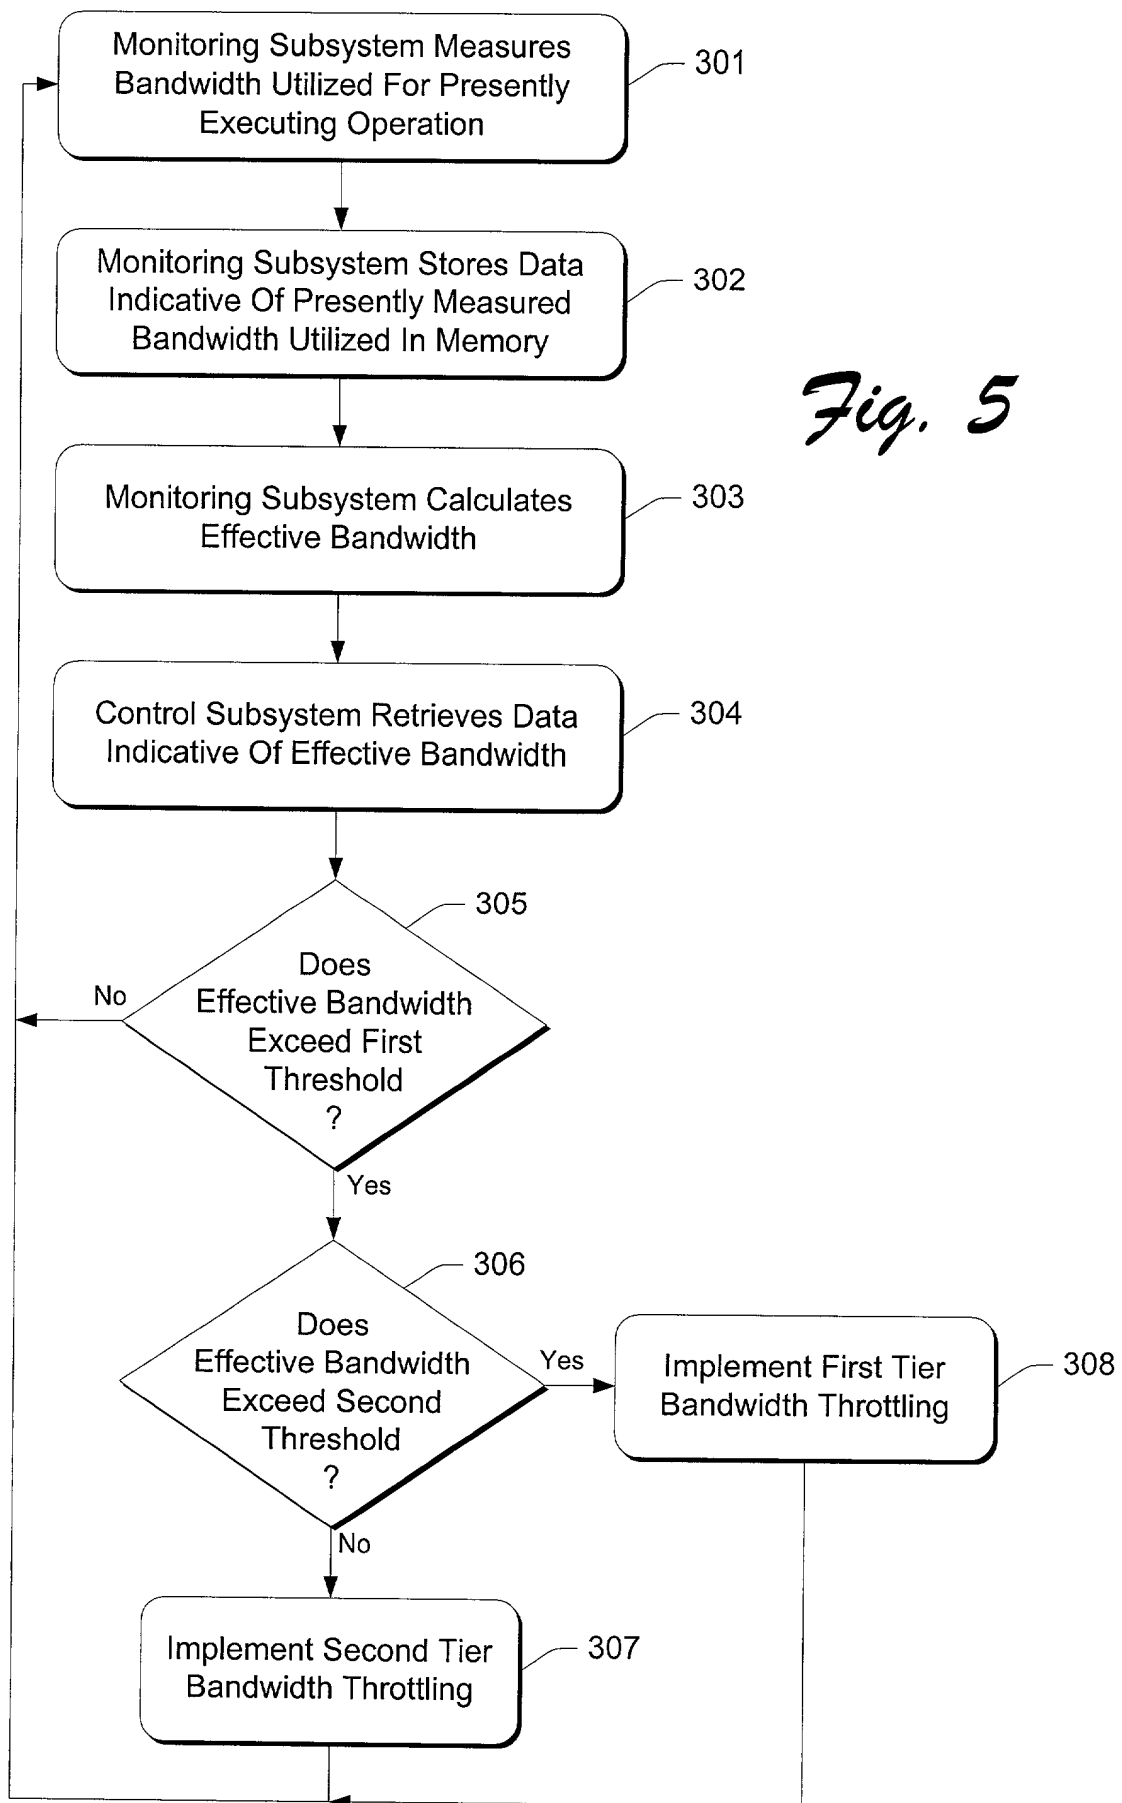 Monitoring Subsystem Measures
Bandwidth Utilized For Presently
Executing Operation
301
Monitoring Subsystem Stores Data
Indicative Of Presently Measured
Bandwidth Utilized In Memory
302
Fig. 5
Monitoring Subsystem Calculates
Effective Bandwidth
303
Control Subsystem Retrieves Data
Indicative Of Effective Bandwidth
304
305
Does
Effective Bandwidth
Exceed First
Threshold
?
No
Yes
306
Does
Effective Bandwidth
Exceed Second
Threshold
?
Yes
Implement First Tier
Bandwidth Throttling
308
No
Implement Second Tier
Bandwidth Throttling
307